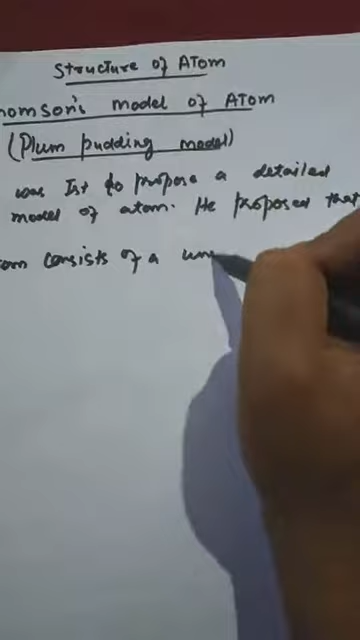 Structure of Atom
homson's model of Atom
(Plum pudding model)
was Ist to propose a detailed
model of atom. He proposed that
om consists of a un